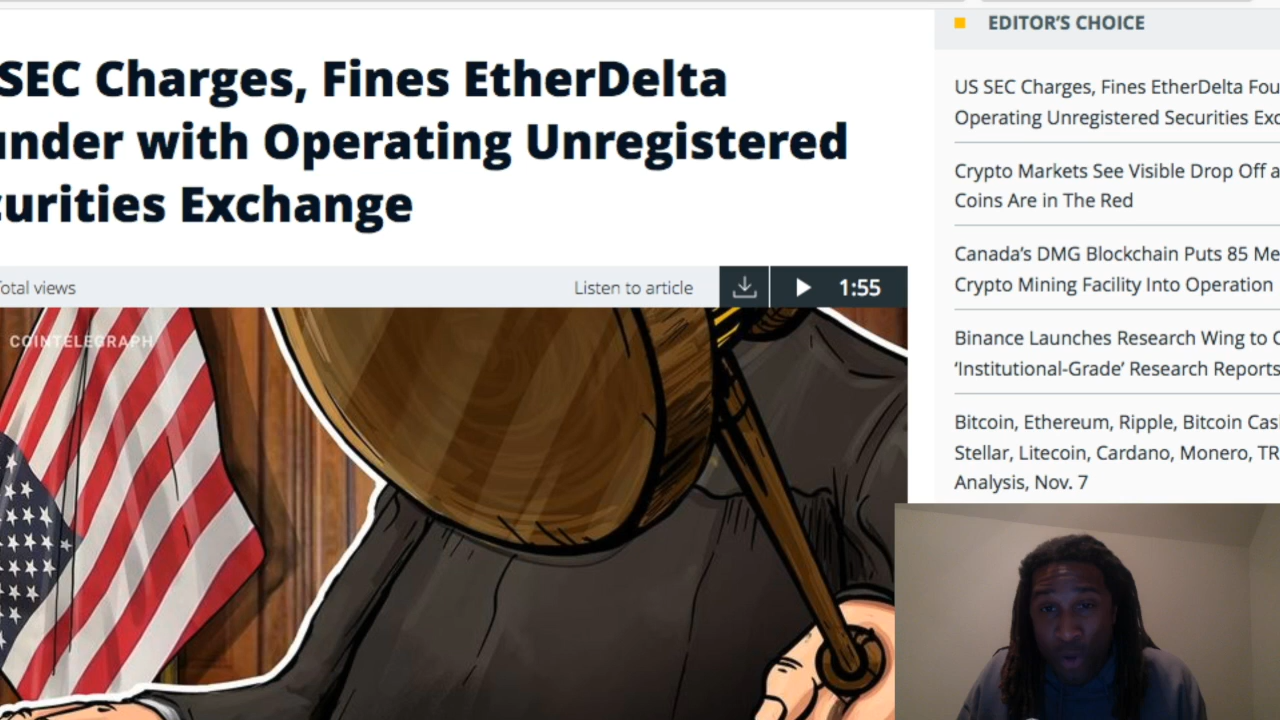 SEC Charges, Fines EtherDelta
under with Operating Unregistered
curities Exchange
Total views
Listen to article
1:55
COINTELEGRAPH
EDITOR'S CHOICE
US SEC Charges, Fines EtherDelta Fou
Operating Unregistered Securities Exc
Crypto Markets See Visible Drop Off a
Coins Are in The Red
Canada's DMG Blockchain Puts 85 Me
Crypto Mining Facility Into Operation
Binance Launches Research Wing to C
‘Institutional-Grade’ Research Reports
Bitcoin, Ethereum, Ripple, Bitcoin Cas
Stellar, Litecoin, Cardano, Monero, TR
Analysis, Nov. 7